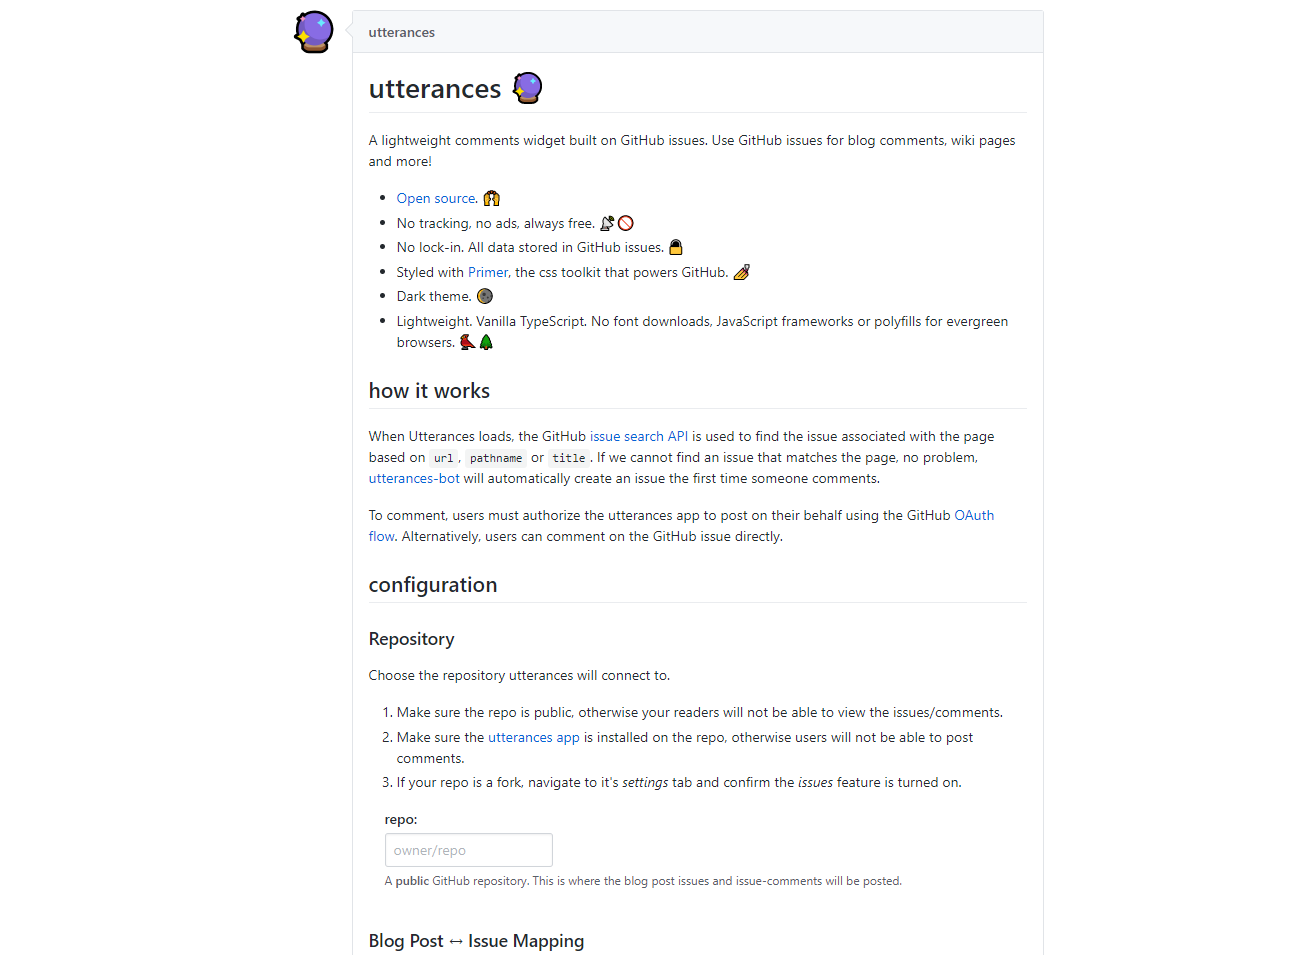 utterances
utterances
A lightweight comments widget built on GitHub issues. Use GitHub issues for blog comments, wiki pages
and more!
Open source.
No tracking, no ads, always free.
No lock-in. All data stored in GitHub issues.
Styled with Primer, the css toolkit that powers GitHub.
Dark theme.
Lightweight. Vanilla TypeScript. No font downloads, JavaScript frameworks or polyfills for evergreen
browsers.
how it works
When Utterances loads, the GitHub issue search API is used to find the issue associated with the page
based on url, pathname or title. If we cannot find an issue that matches the page, no problem,
utterances-bot will automatically create an issue the first time someone comments.
To comment, users must authorize the utterances app to post on their behalf using the GitHub OAuth
flow. Alternatively, users can comment on the GitHub issue directly.
configuration
Repository
Choose the repository utterances will connect to.
1. Make sure the repo is public, otherwise your readers will not be able to view the issues/comments.
2. Make sure the utterances app is installed on the repo, otherwise users will not be able to post
comments.
3. If your repo is a fork, navigate to it's settings tab and confirm the issues feature is turned on.
repo:
owner/repo
A public GitHub repository. This is where the blog post issues and issue-comments will be posted.
Blog Post ↔ Issue Mapping